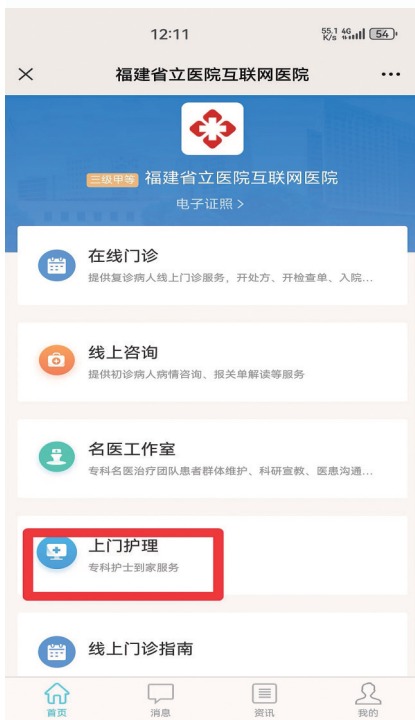 12:11
55.1 K/s 4G 54
福建省立医院互联网医院
三级甲等 福建省立医院互联网医院
电子证照 >
在线门诊
提供复诊病人线上门诊服务，开处方、开检查单、入院...
线上咨询
提供初诊病人病情咨询、报关单解读等服务
名医工作室
专科名医治疗团队患者群体维护、科研宣教、医患沟通...
上门护理
专科护士到家服务
线上门诊指南
首页 消息 资讯 我的